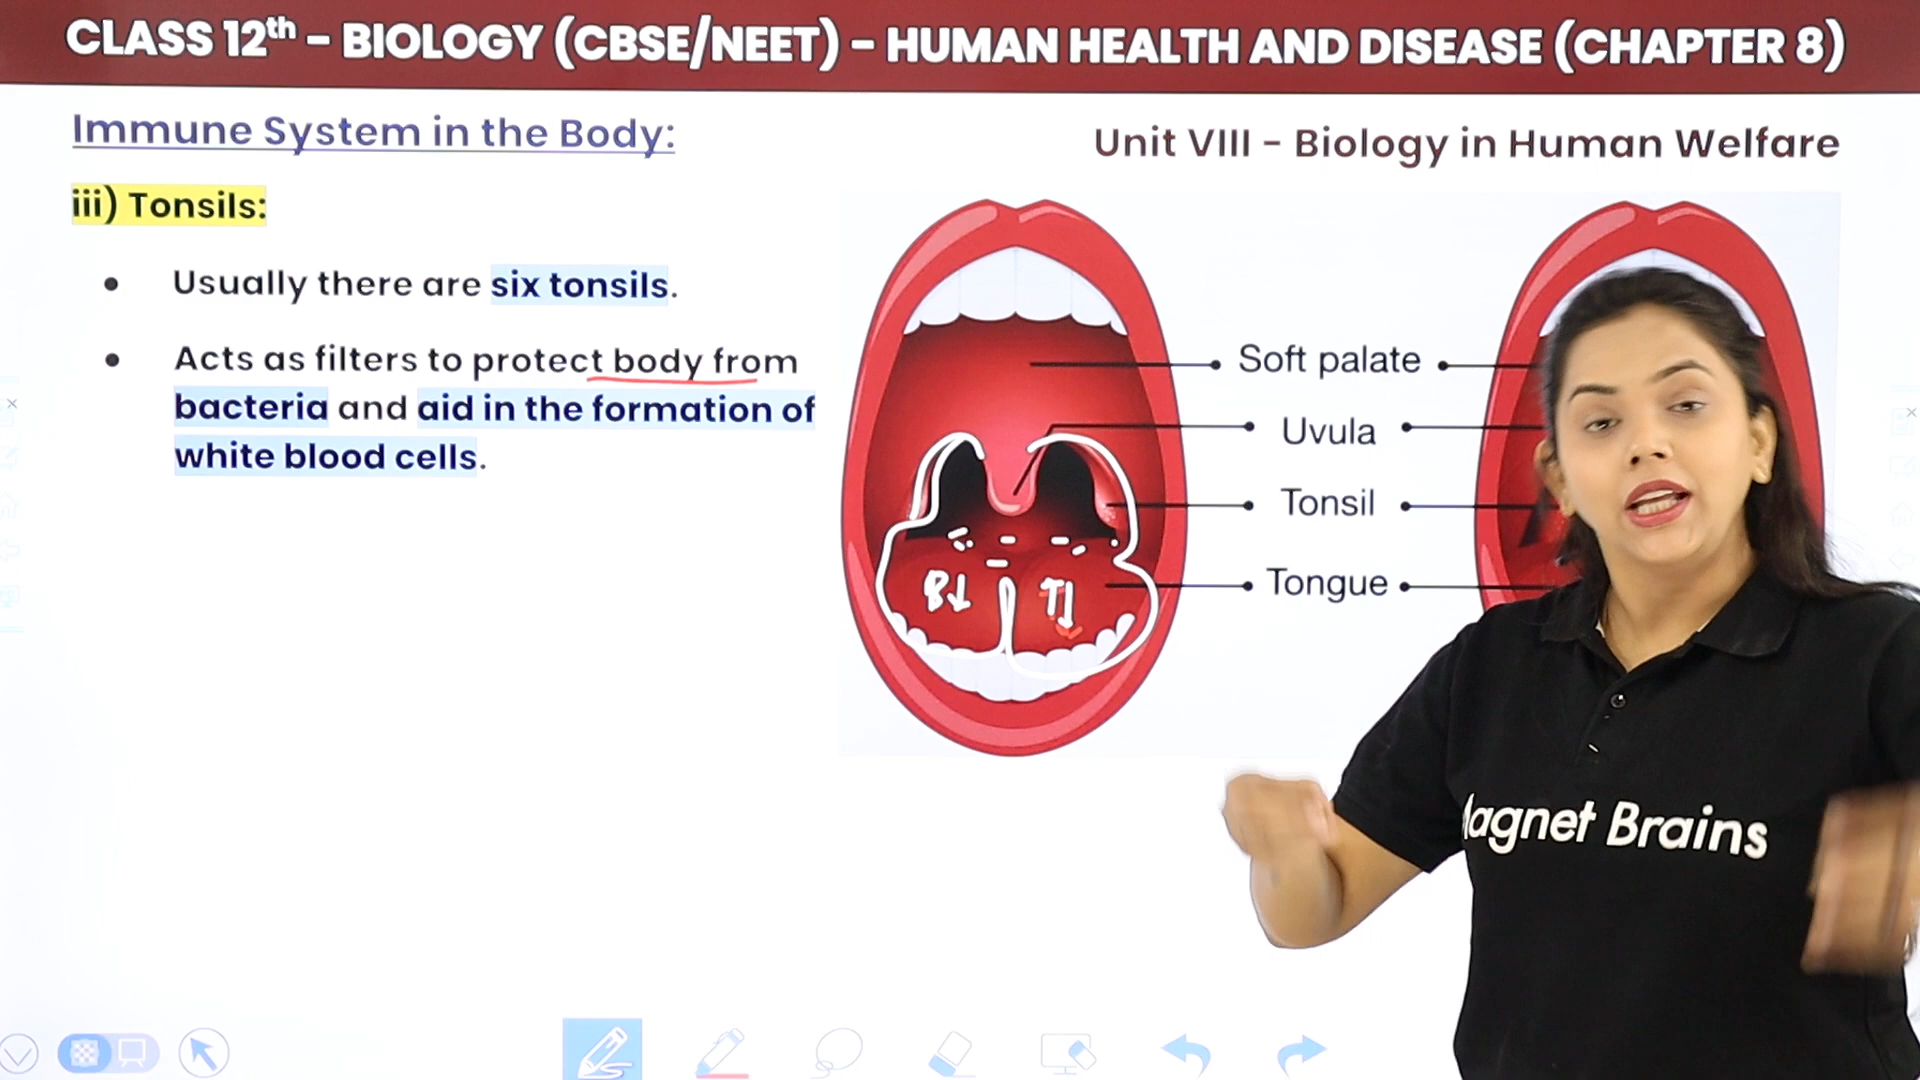 CLASS 12th – BIOLOGY (CBSE/NEET) – HUMAN HEALTH AND DISEASE (CHAPTER 8)
Immune System in the Body:
Unit VIII – Biology in Human Welfare
iii) Tonsils:
• Usually there are six tonsils.
• Acts as filters to protect body from
bacteria and aid in the formation of
white blood cells.
Soft palate
Uvula
Tonsil
Tongue
B↓
T↓
agnet Brains